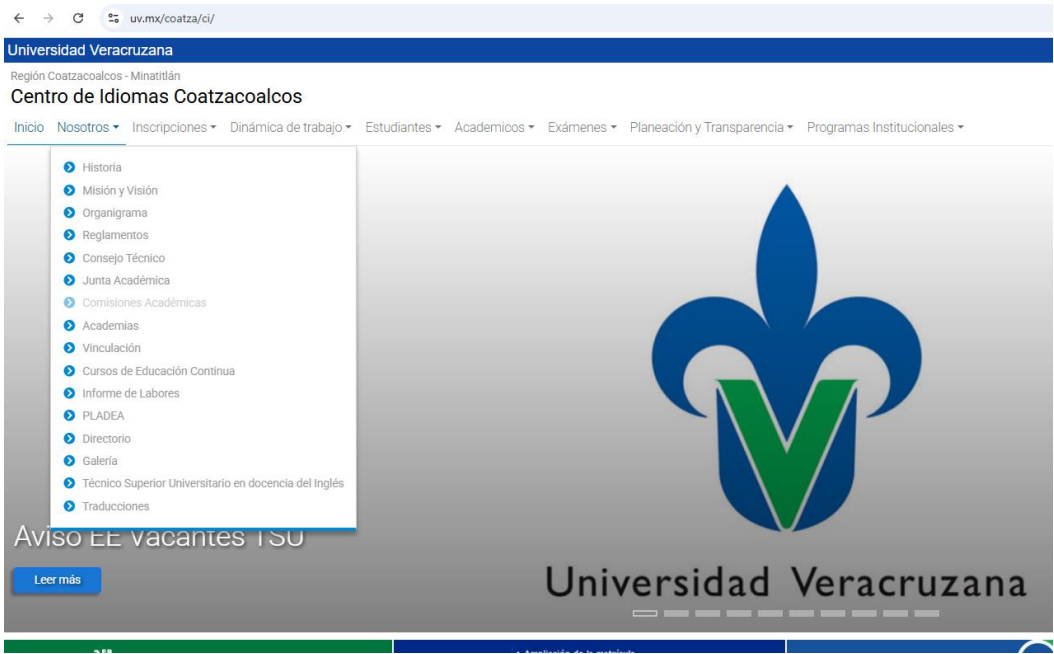 uv.mx/coatza/ci/
Universidad Veracruzana
Región Coatzacoalcos - Minatitlán
Centro de Idiomas Coatzacoalcos
Inicio Nosotros Inscripciones Dinámica de trabajo Estudiantes Academicos Exámenes Planeación y Transparencia Programas Institucionales
Historia
Misión y Visión
Organigrama
Reglamentos
Consejo Técnico
Junta Académica
Comisiones Académicas
Academias
Vinculación
Cursos de Educación Continua
Informe de Labores
PLADEA
Directorio
Galería
Técnico Superior Universitario en docencia del Inglés
Traducciones
Aviso EE Vacantes TSU
Leer más
Universidad Veracruzana